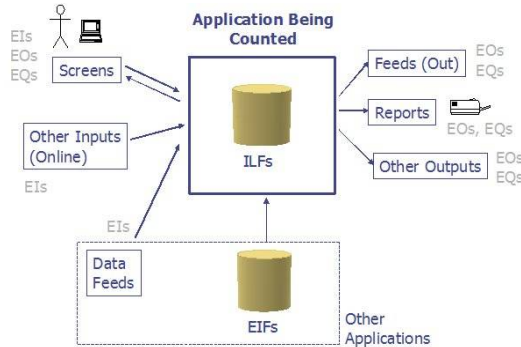 Application Being
Counted
EIs
EOs
EQs
Screens
Other Inputs
(Online)
EIs
ILFs
Feeds (Out)
EOs
EQs
Reports
EOs, EQs
Other Outputs
EOs
EQs
EIs
Data
Feeds
EIFs
Other
Applications